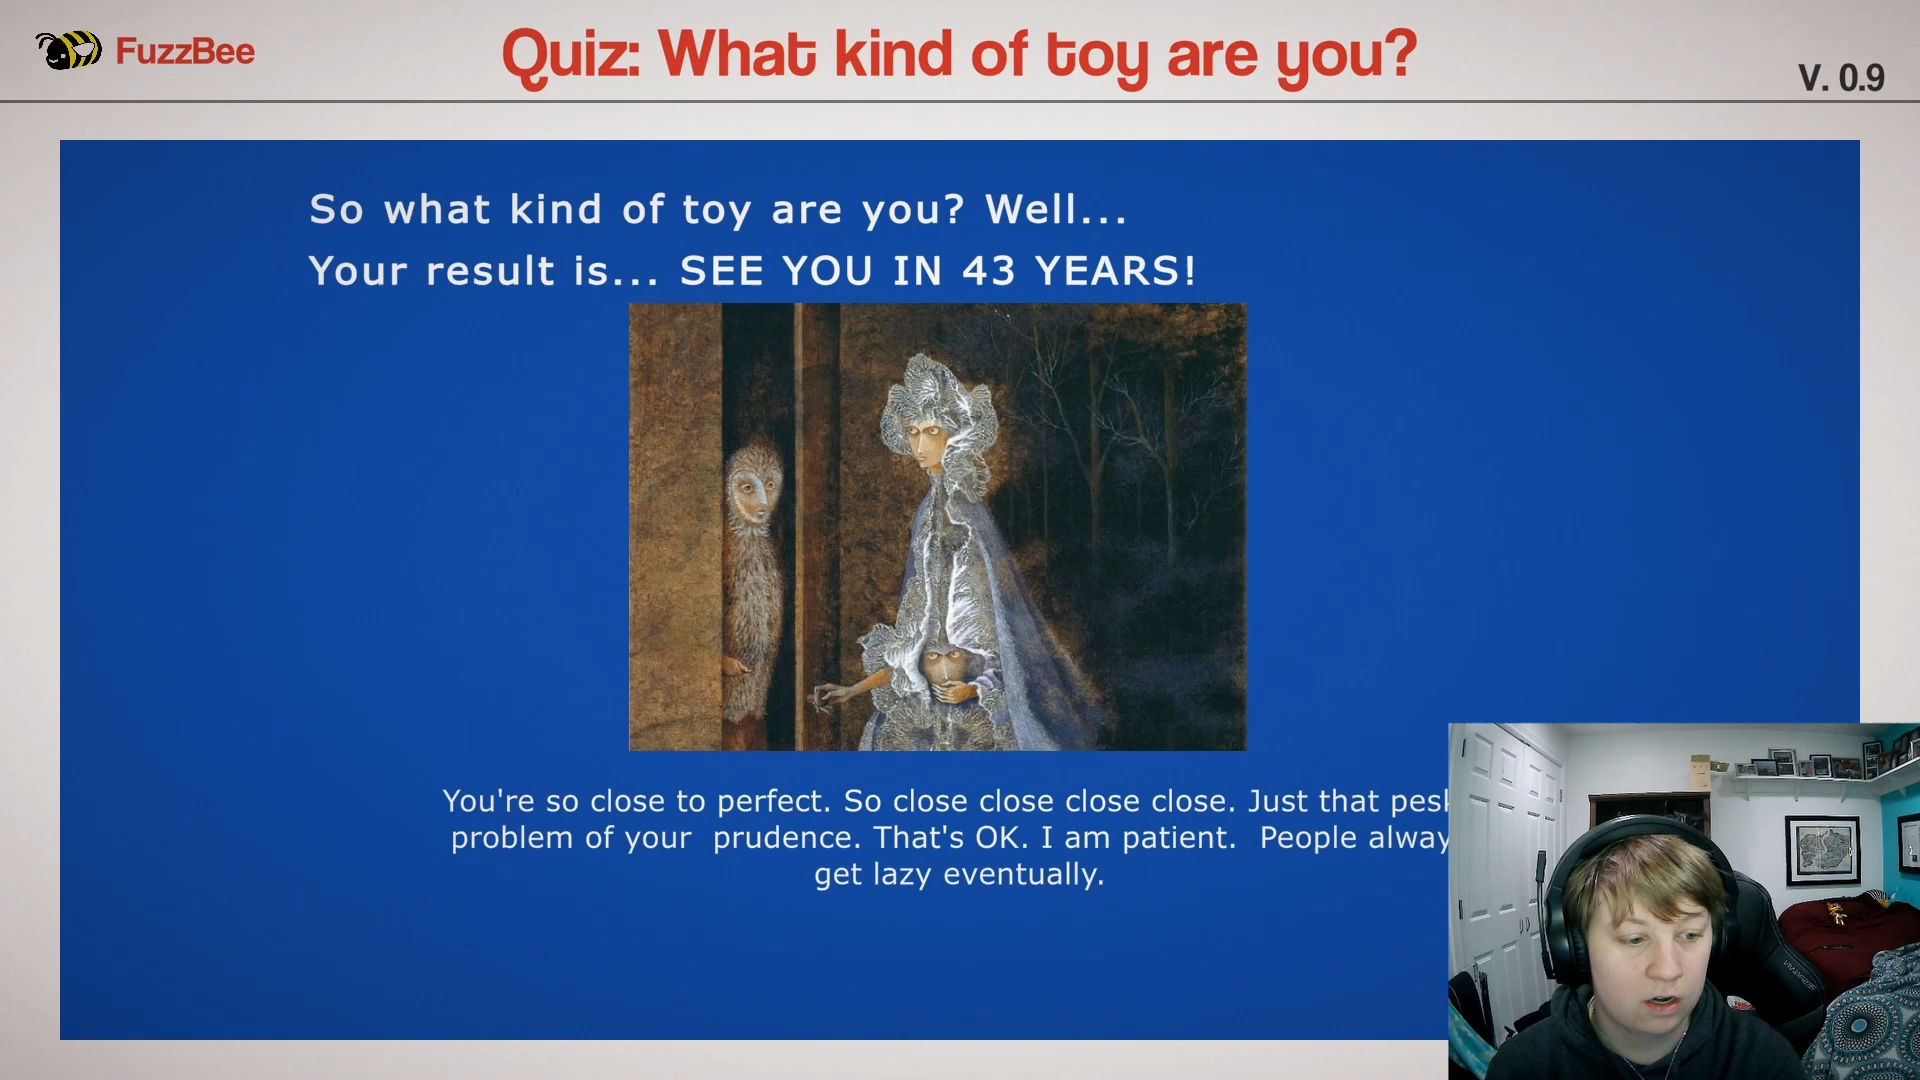 FuzzBee
Quiz: What kind of toy are you?
V. 0.9
So what kind of toy are you? Well...
Your result is... SEE YOU IN 43 YEARS!
You're so close to perfect. So close close close close. Just that
problem of your prudence. That's OK. I am patient. People
get lazy eventually.